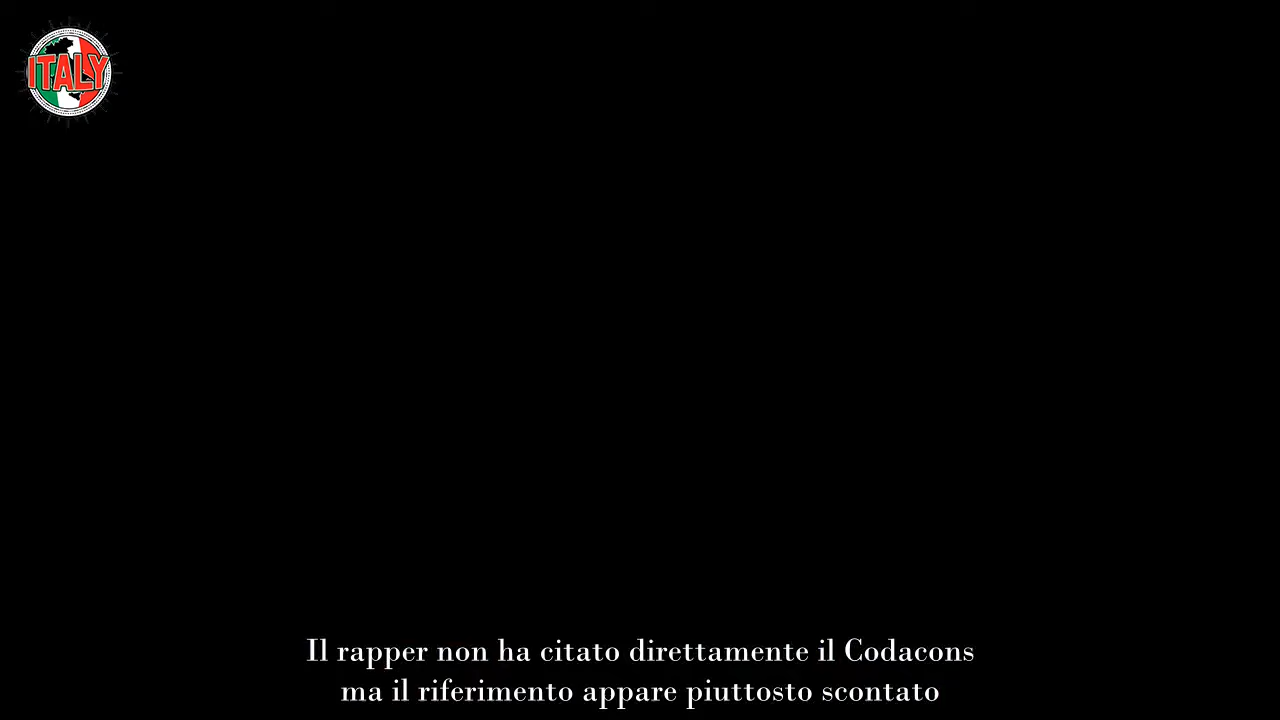 ITALY
Il rapper non ha citato direttamente il Codacons
ma il riferimento appare piuttosto scontato